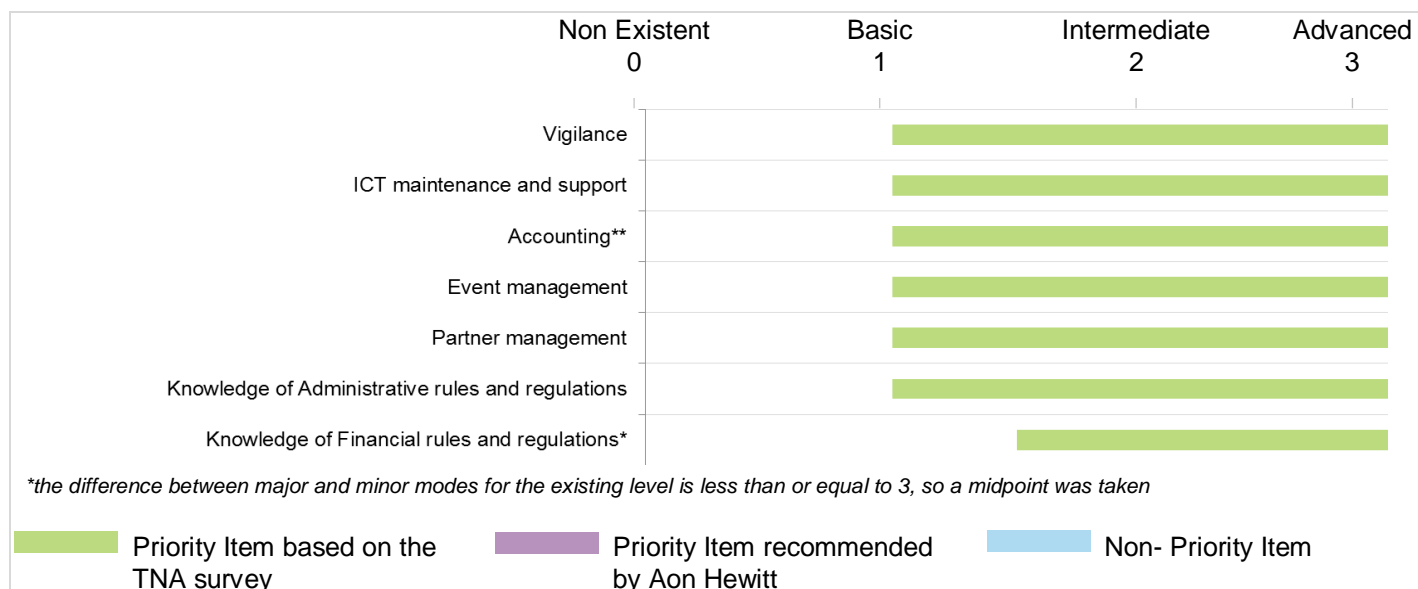 Non Existent Basic Intermediate Advanced
0 1 2 3
Vigilance
ICT maintenance and support
Accounting**
Event management
Partner management
Knowledge of Administrative rules and regulations
Knowledge of Financial rules and regulations*
*the difference between major and minor modes for the existing level is less than or equal to 3, so a midpoint was taken
Priority Item based on the
TNA survey
Priority Item recommended
by Aon Hewitt
Non- Priority Item